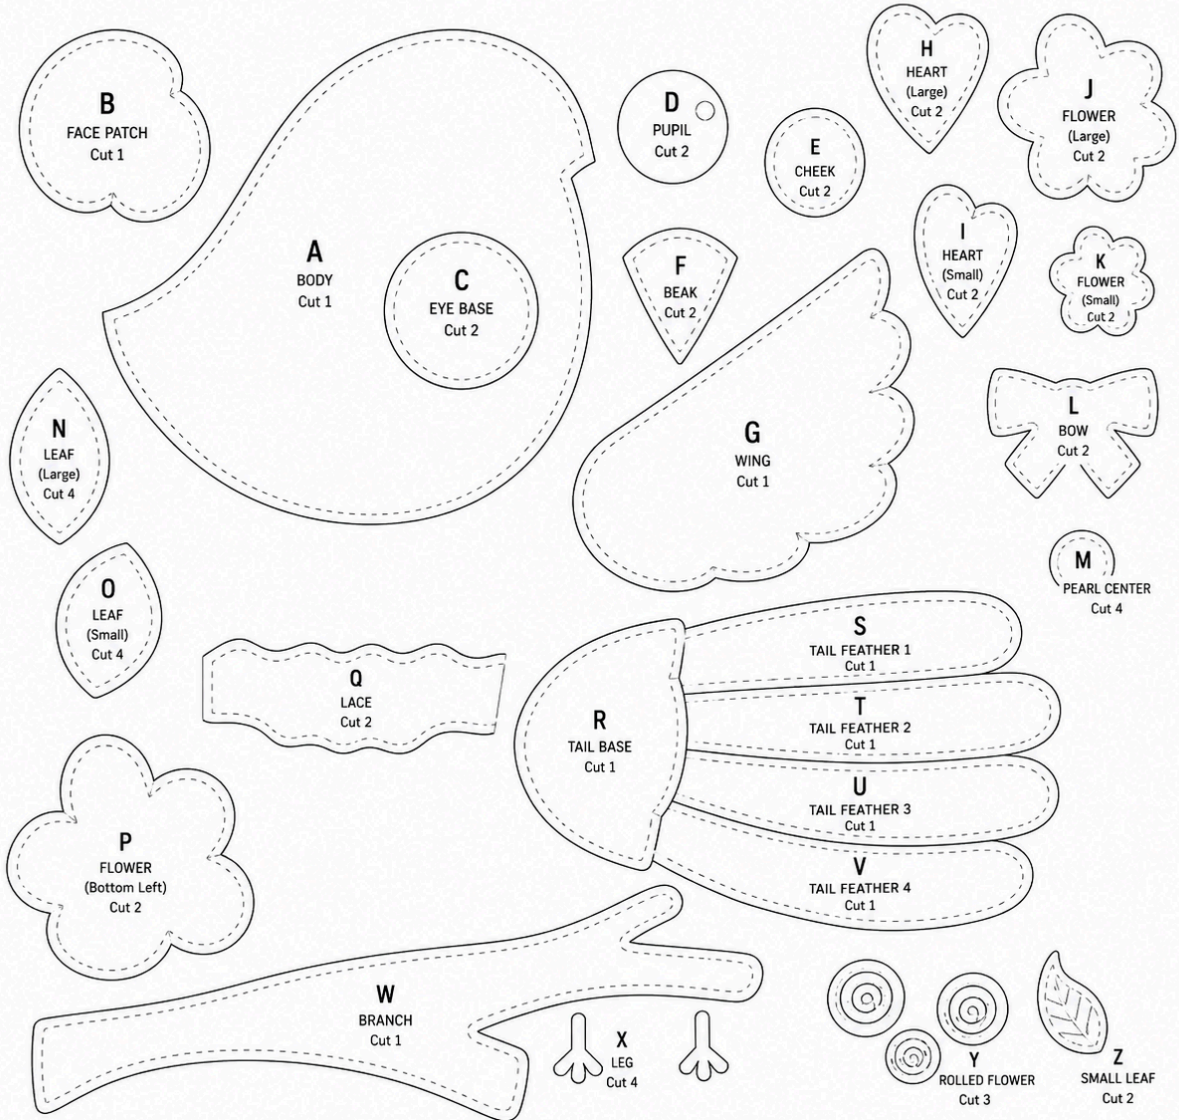 A
BODY
Cut 1
B
FACE PATCH
Cut 1
C
EYE BASE
Cut 2
D
PUPIL
Cut 2
E
CHEEK
Cut 2
F
BEAK
Cut 2
G
WING
Cut 1
H
HEART
(Large)
Cut 2
I
HEART
(Small)
Cut 2
J
FLOWER
(Large)
Cut 2
K
FLOWER
(Small)
Cut 2
L
BOW
Cut 2
M
PEARL CENTER
Cut 4
N
LEAF
(Large)
Cut 4
O
LEAF
(Small)
Cut 4
P
FLOWER
(Bottom Left)
Cut 2
Q
LACE
Cut 2
R
TAIL BASE
Cut 1
S
TAIL FEATHER 1
Cut 1
T
TAIL FEATHER 2
Cut 1
U
TAIL FEATHER 3
Cut 1
V
TAIL FEATHER 4
Cut 1
W
BRANCH
Cut 1
X
LEG
Cut 4
Y
ROLLED FLOWER
Cut 3
Z
SMALL LEAF
Cut 2